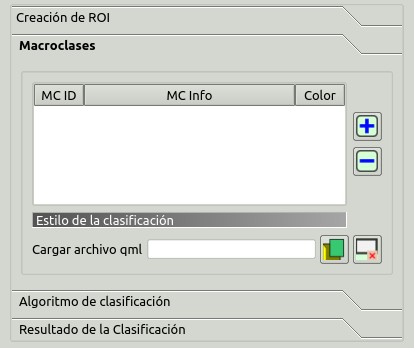 Creación de ROI
Macroclases
MC ID MC Info Color
Estilo de la clasificación
Cargar archivo qml
Algoritmo de clasificación
Resultado de la Clasificación